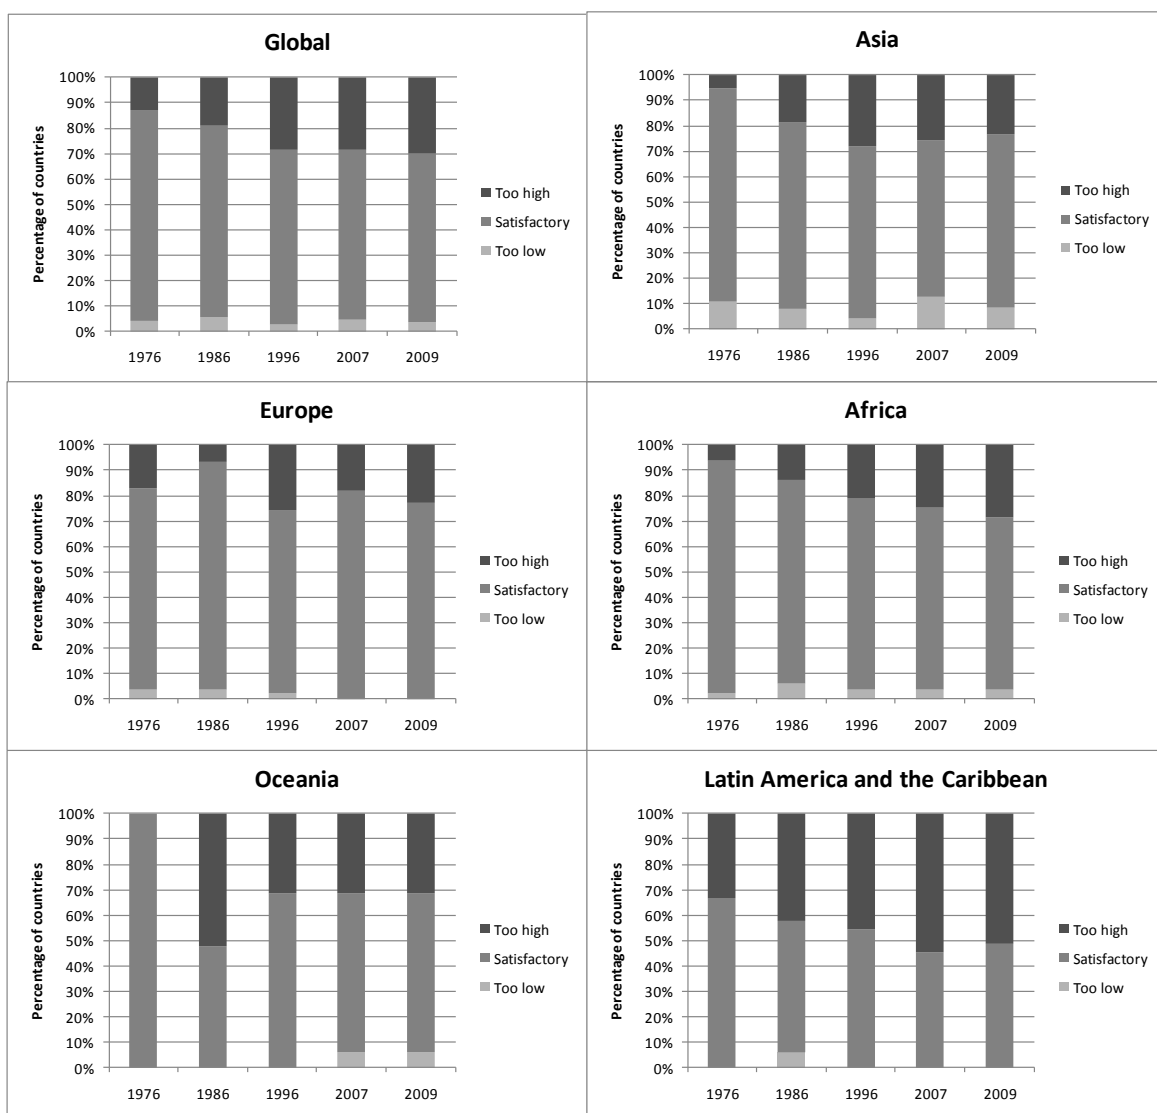 Global
Percentage of countries
100%
90%
80%
70%
60%
50%
40%
30%
20%
10%
0%
1976 1986 1996 2007 2009
Too high
Satisfactory
Too low
Asia
Percentage of countries
100%
90%
80%
70%
60%
50%
40%
30%
20%
10%
0%
1976 1986 1996 2007 2009
Too high
Satisfactory
Too low
Europe
Percentage of countries
100%
90%
80%
70%
60%
50%
40%
30%
20%
10%
0%
1976 1986 1996 2007 2009
Too high
Satisfactory
Too low
Africa
Percentage of countries
100%
90%
80%
70%
60%
50%
40%
30%
20%
10%
0%
1976 1986 1996 2007 2009
Too high
Satisfactory
Too low
Oceania
Percentage of countries
100%
90%
80%
70%
60%
50%
40%
30%
20%
10%
0%
1976 1986 1996 2007 2009
Too high
Satisfactory
Too low
Latin America and the Caribbean
Percentage of countries
100%
90%
80%
70%
60%
50%
40%
30%
20%
10%
0%
1976 1986 1996 2007 2009
Too high
Satisfactory
Too low